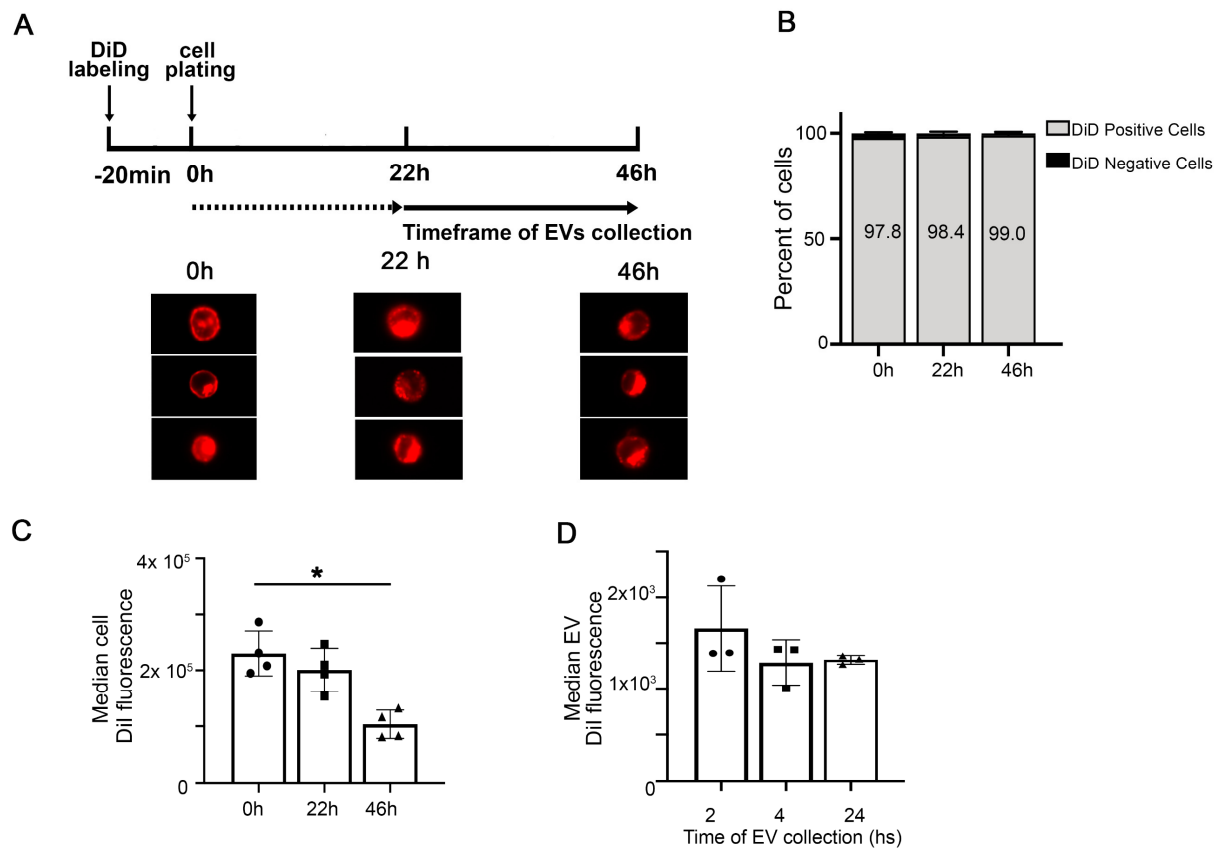 A
DiD
labeling
cell
plating
-20min
0h
22h
46h
Timeframe of EVs collection
0h
22 h
46h
B
Percent of cells
100
50
0
97.8
98.4
99.0
0h
22h
46h
DiD Positive Cells
DiD Negative Cells
C
Median cell
DiI fluorescence
4x 10⁵
2x 10⁵
0
*
0h
22h
46h
D
Median EV
DiI fluorescence
2x10³
1x10³
0
2
4
24
Time of EV collection (hs)